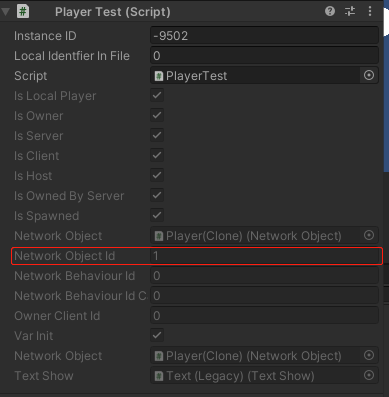 Player Test (Script)
Instance ID -9502
Local Identfier In File 0
Script PlayerTest
Is Local Player
Is Owner
Is Server
Is Client
Is Host
Is Owned By Server
Is Spawned
Network Object Player(Clone) (Network Object)
Network Object Id 1
Network Behaviour Id 0
Network Behaviour Id C 0
Owner Client Id 0
Var Init
Network Object Player(Clone) (Network Object)
Text Show Text (Legacy) (Text Show)